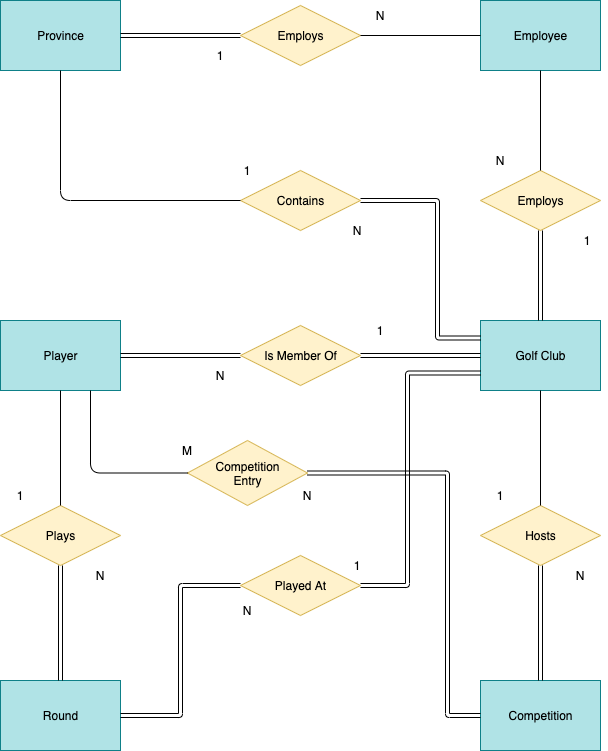 Province
Employs
Employee
N
1
1
N
Contains
N
Employs
1
Player
Is Member Of
Golf Club
1
N
M
Competition
Entry
N
1
Plays
N
1
Hosts
N
Played At
1
N
Round
Competition